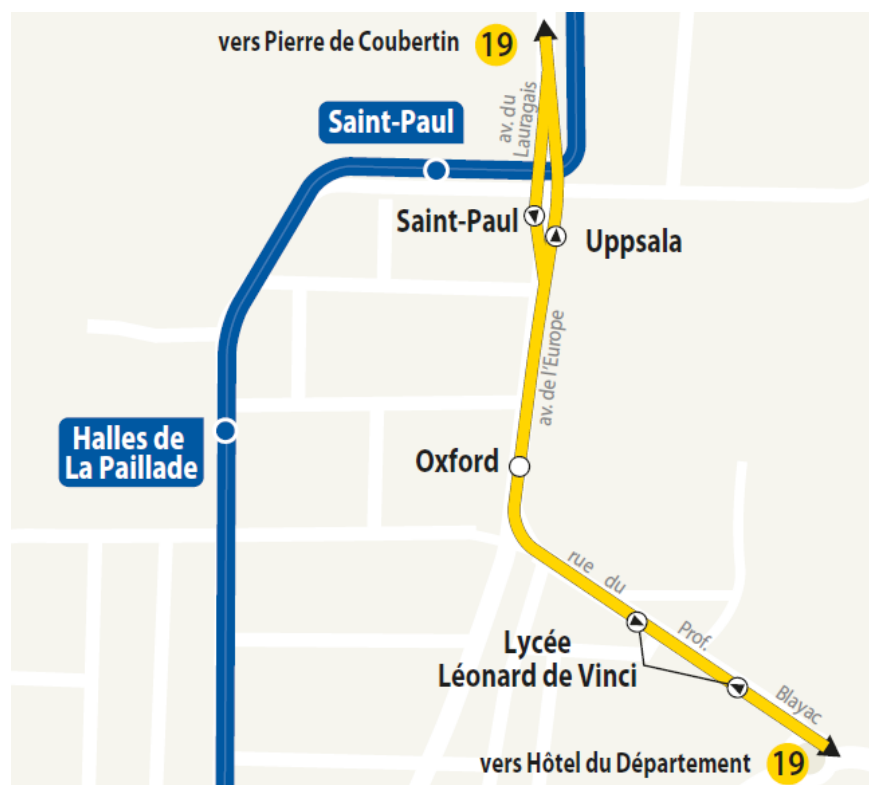 vers Pierre de Coubertin 19
av. du
Lauragais
Saint-Paul
Saint-Paul
Uppsala
av. de l'Europe
Halles de
La Paillade
Oxford
rue du Prof. Blayac
Lycée
Léonard de Vinci
vers Hôtel du Département 19